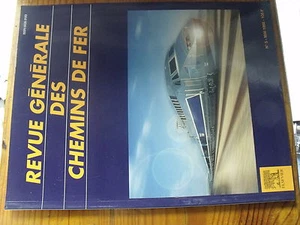 REVUE GÉNÉRALE
DES
CHEMINS DE FER